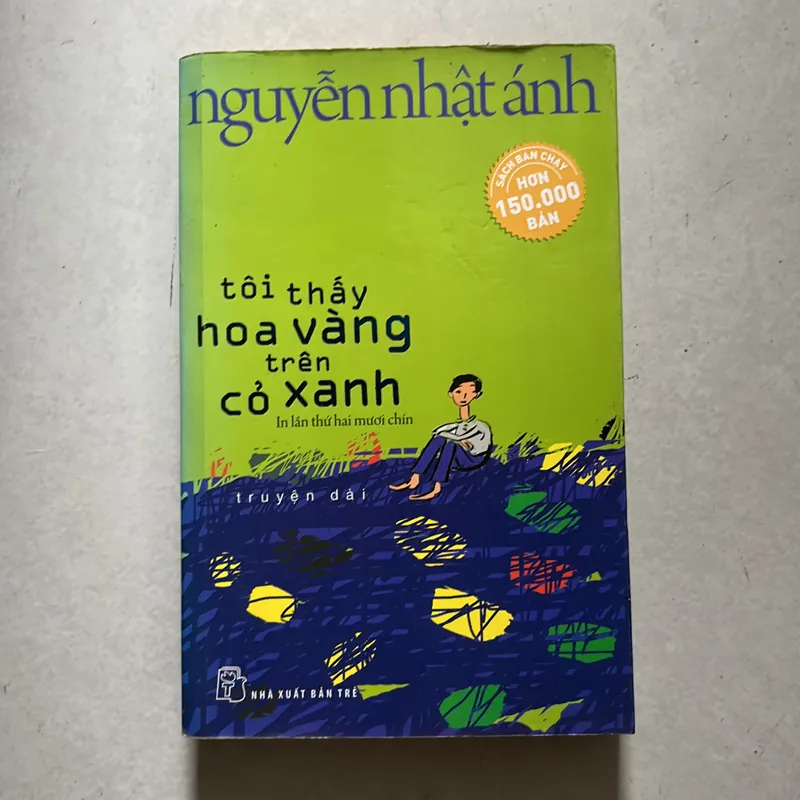 nguyễn nhật ánh
SÁCH BÁN CHẠY
HƠN
150.000
BẢN
tôi thấy
hoa vàng
trên
cỏ xanh
In lần thứ hai mươi chín
truyện dài
NHÀ XUẤT BẢN TRẺ